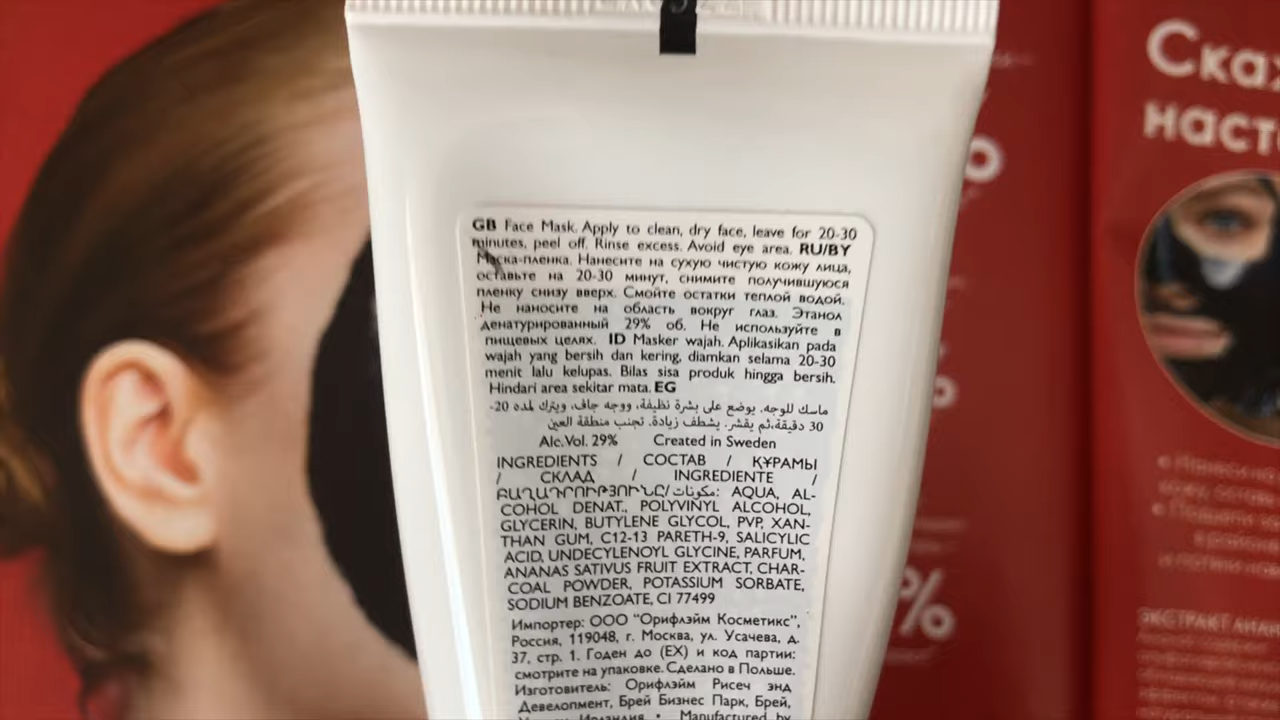 GB Face Mask. Apply to clean, dry face, leave for 20-30
minutes, peel off. Rinse excess. Avoid eye area. RU/BY
Маска-пленка. Нанесите на сухую чистую кожу лица,
оставьте на 20-30 минут, снимите получившуюся
пленку снизу вверх. Смойте остатки теплой водой.
Не наносите на область вокруг глаз. Этанол
денатурированный 29% об. Не используйте в
пищевых целях. ID Masker wajah. Aplikasikan pada
wajah yang bersih dan kering, diamkan selama 20-30
menit lalu kelupas. Bilas sisa produk hingga bersih.
Hindari area sekitar mata. EG
ماسك للوجه. يوضع على بشرة نظيفة، ووجه جاف، ويترك لمده 20-
30 دقيقة،ثم يقشر. يشطف زيادة. تجنب منطقة العين
Alc.Vol. 29% Created in Sweden
INGREDIENTS / СОСТАВ / ҚҰРАМЫ
/ СКЛАД / INGREDIENTE /
ԲԱՂԱԴՐՈՒԹՅՈՒՆԸ/مكونات: AQUA, AL-
COHOL DENAT., POLYVINYL ALCOHOL,
GLYCERIN, BUTYLENE GLYCOL, PVP, XAN-
THAN GUM, C12-13 PARETH-9, SALICYLIC
ACID, UNDECYLENOYL GLYCINE, PARFUM,
ANANAS SATIVUS FRUIT EXTRACT, CHAR-
COAL POWDER, POTASSIUM SORBATE,
SODIUM BENZOATE, CI 77499
Импортер: ООО "Орифлэйм Косметикс",
Россия, 119048, г. Москва, ул. Усачева, д.
37, стр. 1. Годен до (EX) и код партии:
смотрите на упаковке. Сделано в Польше.
Изготовитель: Орифлэйм Рисеч энд
Девелопмент, Брей Бизнес Парк, Брей,
Ирландия • Manufactured by
Скаж
наст
%
ЭКСТРАКТ